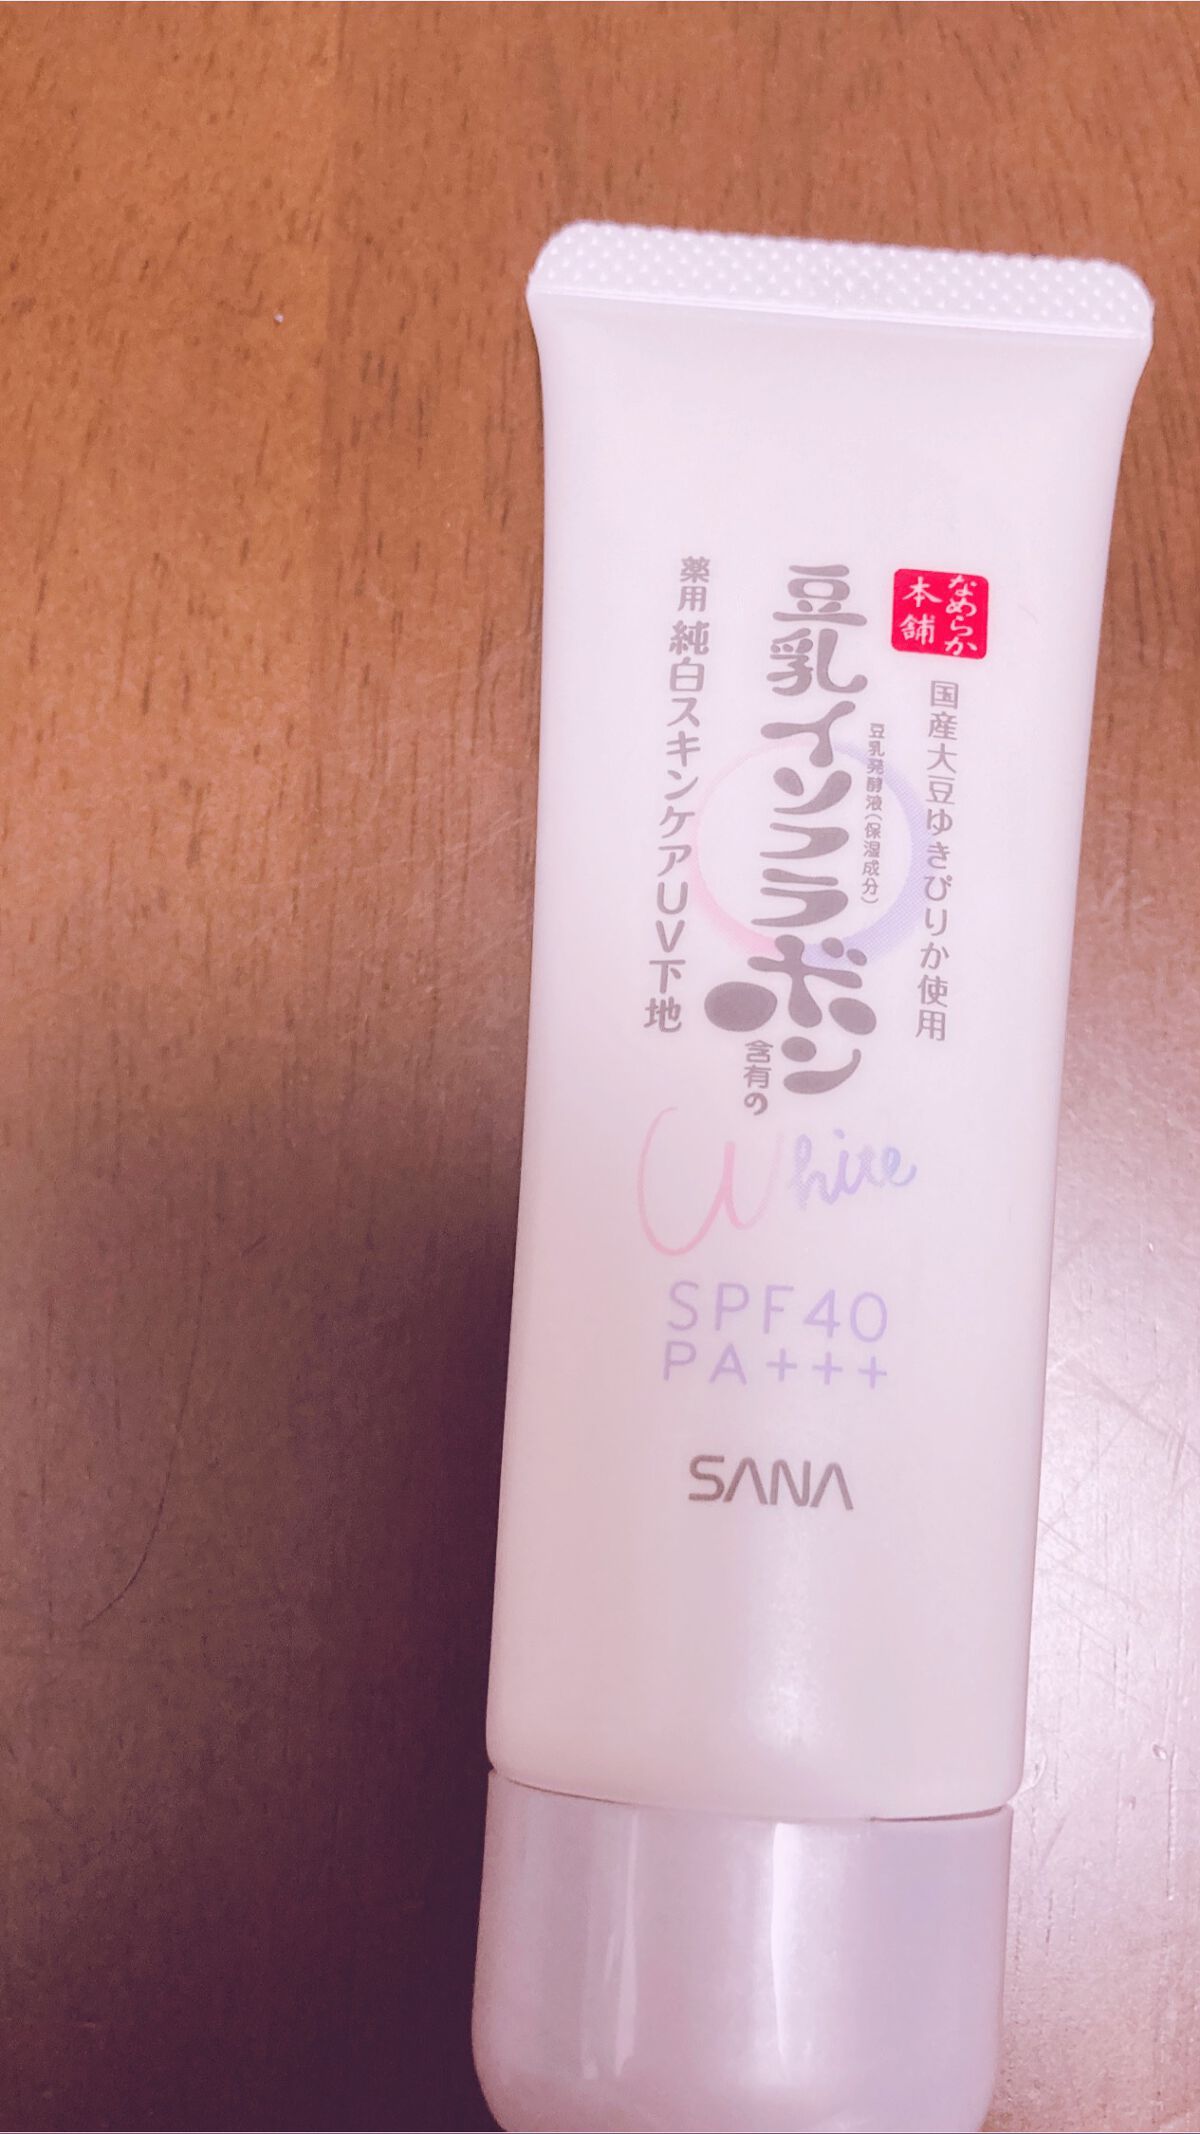 なめらか
本舗
国産大豆ゆきぴりか使用
豆乳発酵液(保湿成分)
豆乳イソフラボン
含有の
薬用 純白スキンケアUV下地
White
SPF40
PA+++
SANA